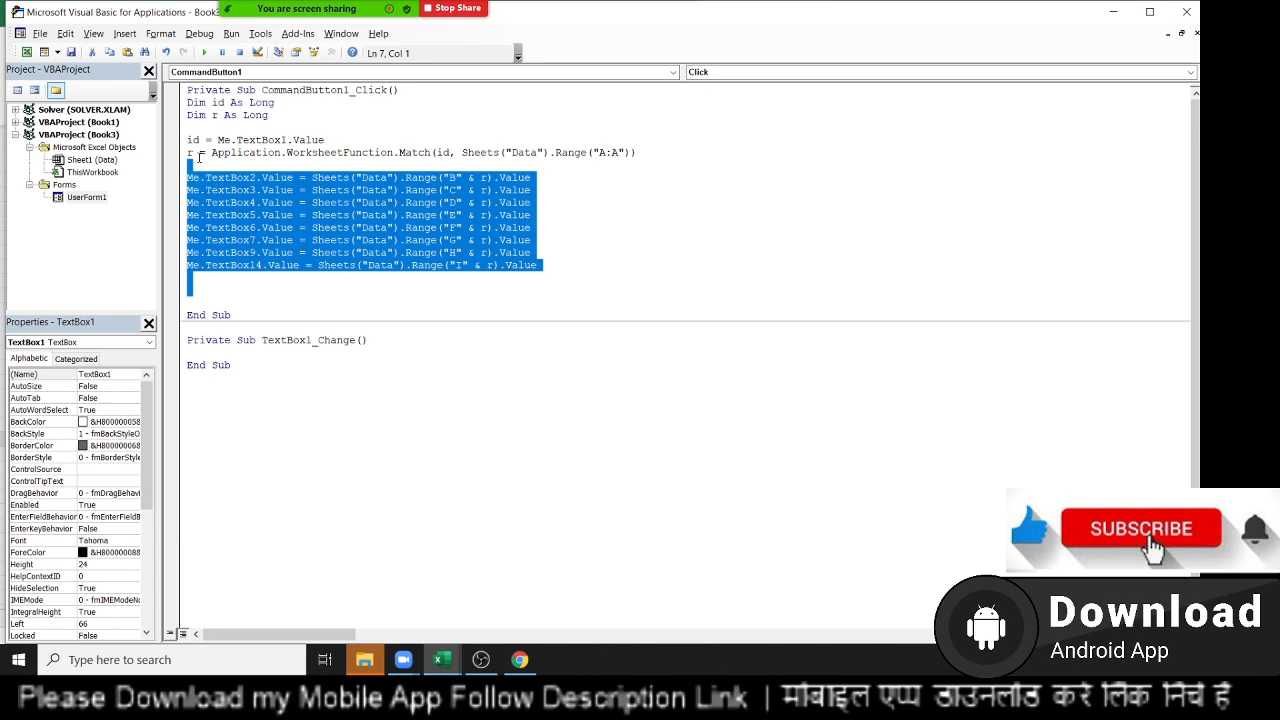 Microsoft Visual Basic for Applications - Book3
You are screen sharing
Stop Share
File Edit View Insert Format Debug Run Tools Add-Ins Window Help
Ln 7, Col 1
Project - VBAProject
CommandButton1
Click
Solver (SOLVER.XLAM)
VBAProject (Book1)
VBAProject (Book3)
Microsoft Excel Objects
Sheet1 (Data)
ThisWorkbook
Forms
UserForm1
Private Sub CommandButton1_Click()
Dim id As Long
Dim r As Long
id = Me.TextBox1.Value
r = Application.WorksheetFunction.Match(id, Sheets("Data").Range("A:A"))
Me.TextBox2.Value = Sheets("Data").Range("B" & r).Value
Me.TextBox3.Value = Sheets("Data").Range("C" & r).Value
Me.TextBox4.Value = Sheets("Data").Range("D" & r).Value
Me.TextBox5.Value = Sheets("Data").Range("E" & r).Value
Me.TextBox6.Value = Sheets("Data").Range("F" & r).Value
Me.TextBox7.Value = Sheets("Data").Range("G" & r).Value
Me.TextBox9.Value = Sheets("Data").Range("H" & r).Value
Me.TextBox14.Value = Sheets("Data").Range("I" & r).Value
End Sub
Private Sub TextBox1_Change()
End Sub
Properties - TextBox1
TextBox1 TextBox
Alphabetic Categorized
(Name) TextBox1
AutoSize False
AutoTab False
AutoWordSelect True
BackColor &H80000005&
BackStyle 1 - fmBackStyleO
BorderColor &H80000006&
BorderStyle 0 - fmBorderStyle
ControlSource
ControlTipText
DragBehavior 0 - fmDragBehavi
Enabled True
EnterFieldBehavior 0 - fmEnterFieldB
EnterKeyBehavior False
Font Tahoma
ForeColor &H80000008&
Height 24
HelpContextID 0
HideSelection True
IMEMode 0 - fmIMEModeNo
IntegralHeight True
Left 66
Locked False
SUBSCRIBE
Download
Android App
Type here to search
Please Download my Mobile App Follow Description Link | मोबाइल एप्प डाउनलोड करे लिंक निचे है